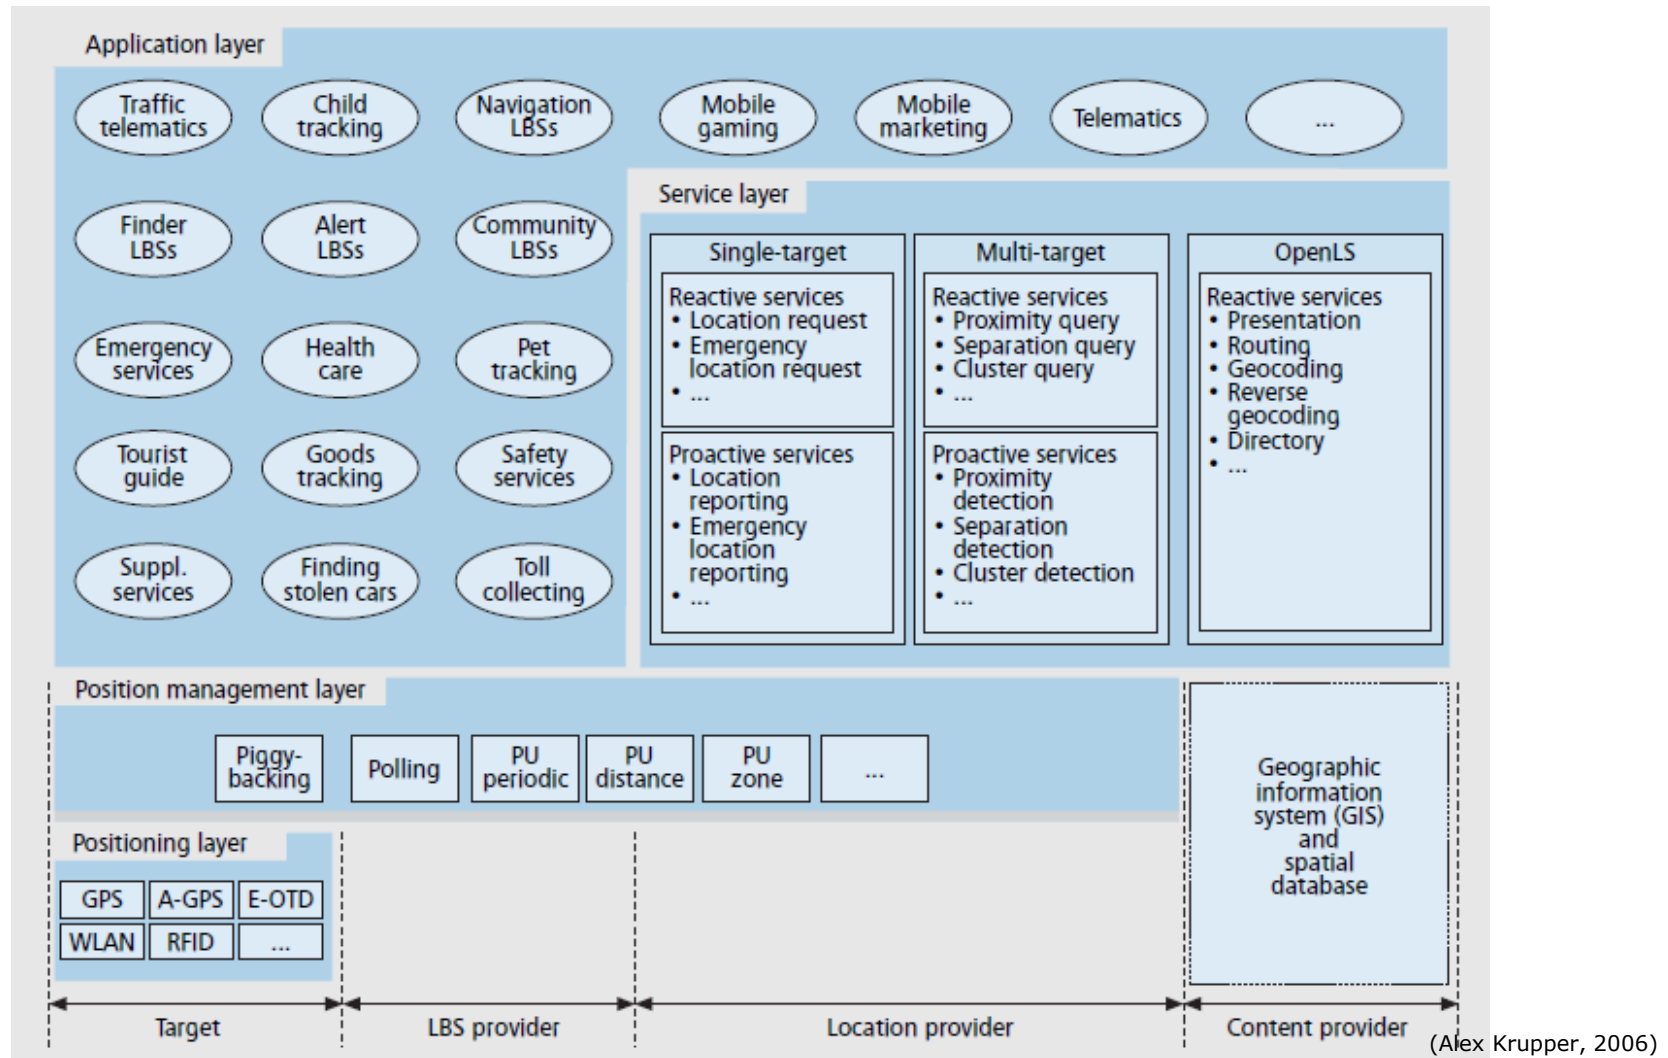 Application layer
Traffic
telematics
Child
tracking
Navigation
LBSs
Mobile
gaming
Mobile
marketing
Telematics
...
Finder
LBSs
Alert
LBSs
Community
LBSs
Emergency
services
Health
care
Pet
tracking
Tourist
guide
Goods
tracking
Safety
services
Suppl.
services
Finding
stolen cars
Toll
collecting
Service layer
Single-target
Reactive services
• Location request
• Emergency
location request
• ...
Proactive services
• Location
reporting
• Emergency
location
reporting
• ...
Multi-target
Reactive services
• Proximity query
• Separation query
• Cluster query
• ...
Proactive services
• Proximity
detection
• Separation
detection
• Cluster detection
• ...
OpenLS
Reactive services
• Presentation
• Routing
• Geocoding
• Reverse
geocoding
• Directory
• ...
Position management layer
Piggy-
backing
Polling
PU
periodic
PU
distance
PU
zone
...
Geographic
information
system (GIS)
and
spatial
database
Positioning layer
GPS
A-GPS
E-OTD
WLAN
RFID
...
Target
LBS provider
Location provider
Content provider
(Alex Krupper, 2006)